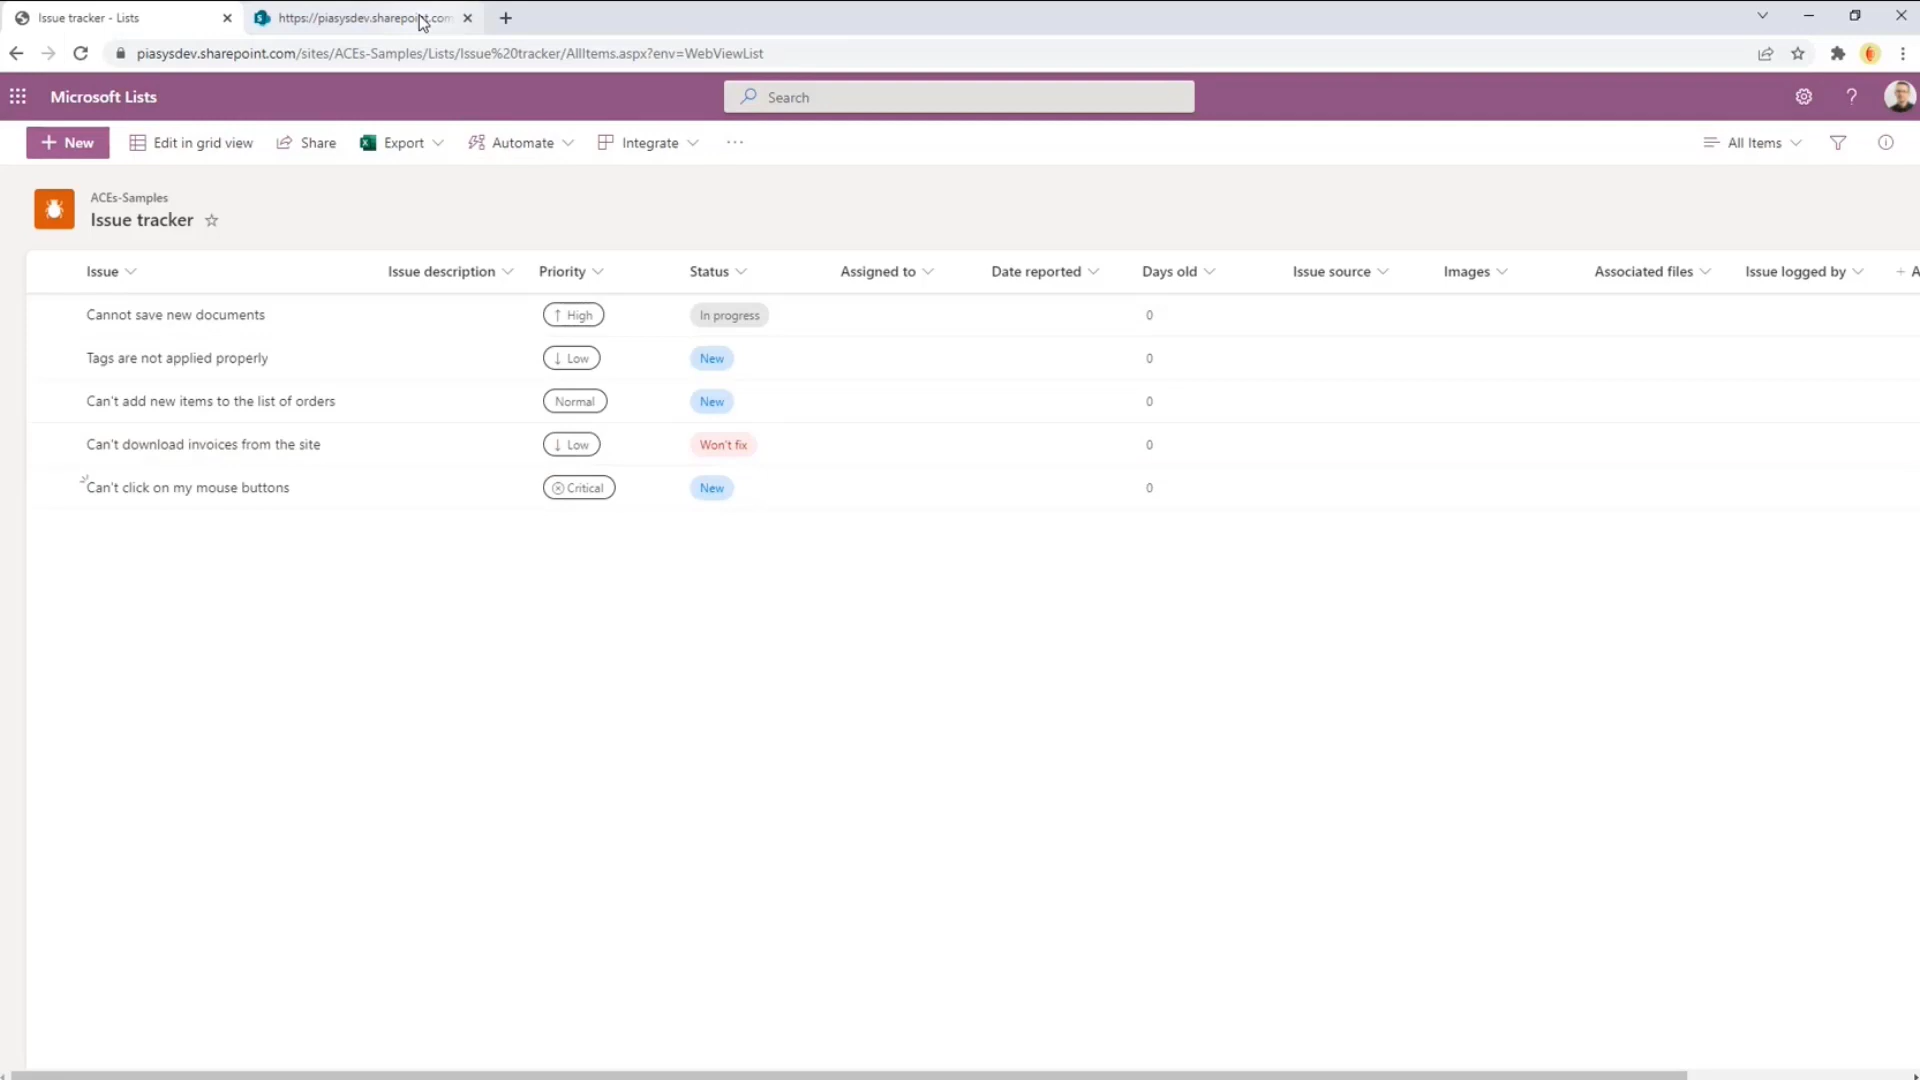 Issue tracker - Lists
https://piasysdev.sharepoint.com
piasysdev.sharepoint.com/sites/ACEs-Samples/Lists/Issue%20tracker/AllItems.aspx?env=WebViewList
Microsoft Lists
Search
?
New
Edit in grid view
Share
Export
Automate
Integrate
...
All Items
ACEs-Samples
Issue tracker
Issue Issue description Priority Status Assigned to Date reported Days old Issue source Images Associated files Issue logged by + A
Cannot save new documents ↑ High In progress 0
Tags are not applied properly ↓ Low New 0
Can't add new items to the list of orders Normal New 0
Can't download invoices from the site ↓ Low Won't fix 0
Can't click on my mouse buttons Critical New 0